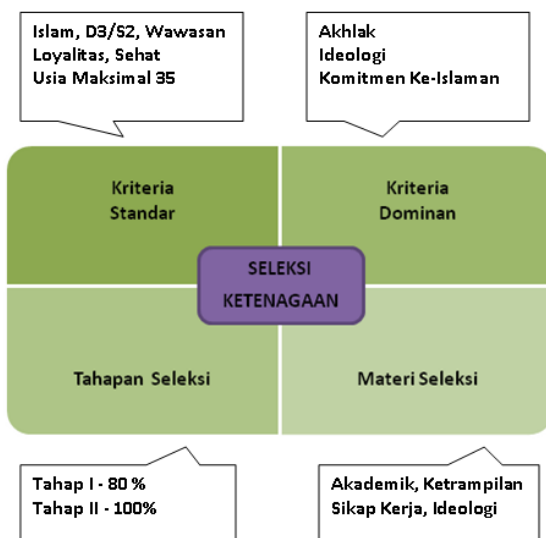 Islam, D3/S2, Wawasan
Loyalitas, Sehat
Usia Maksimal 35
Akhlak
Ideologi
Komitmen Ke-Islaman
Kriteria
Standar
Kriteria
Dominan
SELEKSI
KETENAGAAN
Tahapan Seleksi
Materi Seleksi
Tahap I - 80 %
Tahap II - 100%
Akademik, Ketrampilan
Sikap Kerja, Ideologi